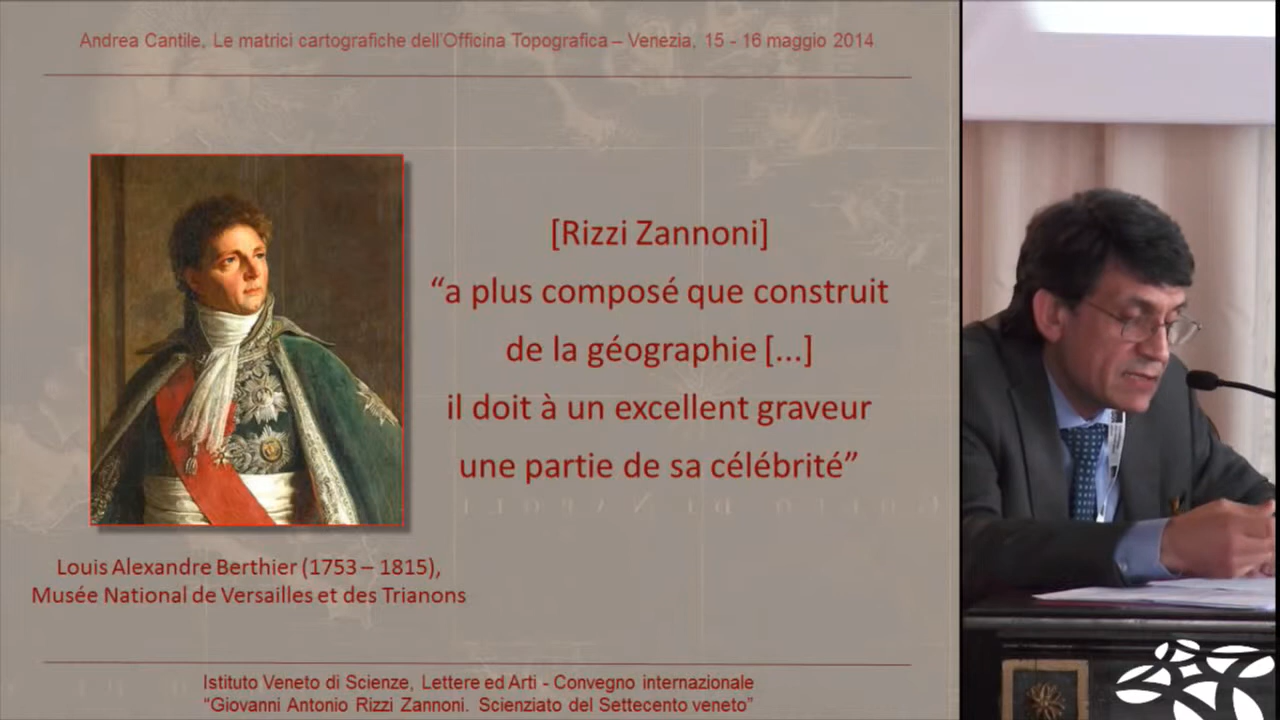 Andrea Cantile, Le matrici cartografiche dell'Officina Topografica – Venezia, 15 - 16 maggio 2014
[Rizzi Zannoni]
“a plus composé que construit
de la géographie [...]
il doit à un excellent graveur
une partie de sa célébrité”
Louis Alexandre Berthier (1753 – 1815),
Musée National de Versailles et des Trianons
Istituto Veneto di Scienze, Lettere ed Arti - Convegno internazionale
“Giovanni Antonio Rizzi Zannoni. Scienziato del Settecento veneto”